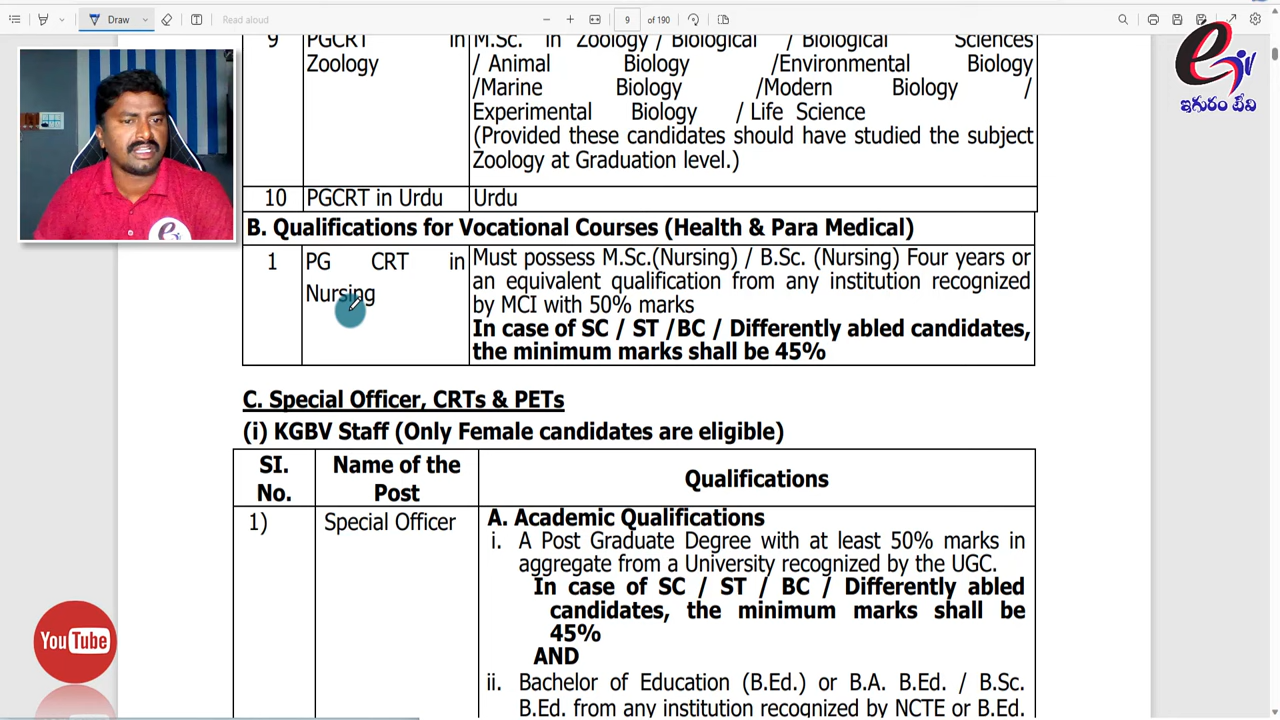 Draw
Read aloud
9 of 190
9 PGCRT in Zoology
M.Sc. in Zoology / Biological / Biological Sciences
/ Animal Biology /Environmental Biology
/Marine Biology /Modern Biology /
Experimental Biology / Life Science
(Provided these candidates should have studied the subject
Zoology at Graduation level.)
10 PGCRT in Urdu Urdu
B. Qualifications for Vocational Courses (Health & Para Medical)
1 PG CRT in Nursing
Must possess M.Sc.(Nursing) / B.Sc. (Nursing) Four years or
an equivalent qualification from any institution recognized
by MCI with 50% marks
In case of SC / ST /BC / Differently abled candidates,
the minimum marks shall be 45%
C. Special Officer, CRTs & PETs
(i) KGBV Staff (Only Female candidates are eligible)
SI. No. Name of the Post Qualifications
1) Special Officer
A. Academic Qualifications
i. A Post Graduate Degree with at least 50% marks in
aggregate from a University recognized by the UGC.
In case of SC / ST / BC / Differently abled
candidates, the minimum marks shall be
45%
AND
ii. Bachelor of Education (B.Ed.) or B.A. B.Ed. / B.Sc.
B.Ed. from any institution recognized by NCTE or B.Ed.
ఇగురం టీవి
YouTube